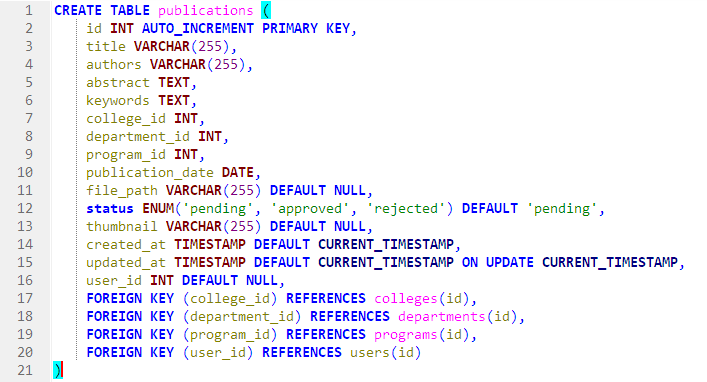 1 CREATE TABLE publications (
2 id INT AUTO_INCREMENT PRIMARY KEY,
3 title VARCHAR(255),
4 authors VARCHAR(255),
5 abstract TEXT,
6 keywords TEXT,
7 college_id INT,
8 department_id INT,
9 program_id INT,
10 publication_date DATE,
11 file_path VARCHAR(255) DEFAULT NULL,
12 status ENUM('pending', 'approved', 'rejected') DEFAULT 'pending',
13 thumbnail VARCHAR(255) DEFAULT NULL,
14 created_at TIMESTAMP DEFAULT CURRENT_TIMESTAMP,
15 updated_at TIMESTAMP DEFAULT CURRENT_TIMESTAMP ON UPDATE CURRENT_TIMESTAMP,
16 user_id INT DEFAULT NULL,
17 FOREIGN KEY (college_id) REFERENCES colleges(id),
18 FOREIGN KEY (department_id) REFERENCES departments(id),
19 FOREIGN KEY (program_id) REFERENCES programs(id),
20 FOREIGN KEY (user_id) REFERENCES users(id)
21 )